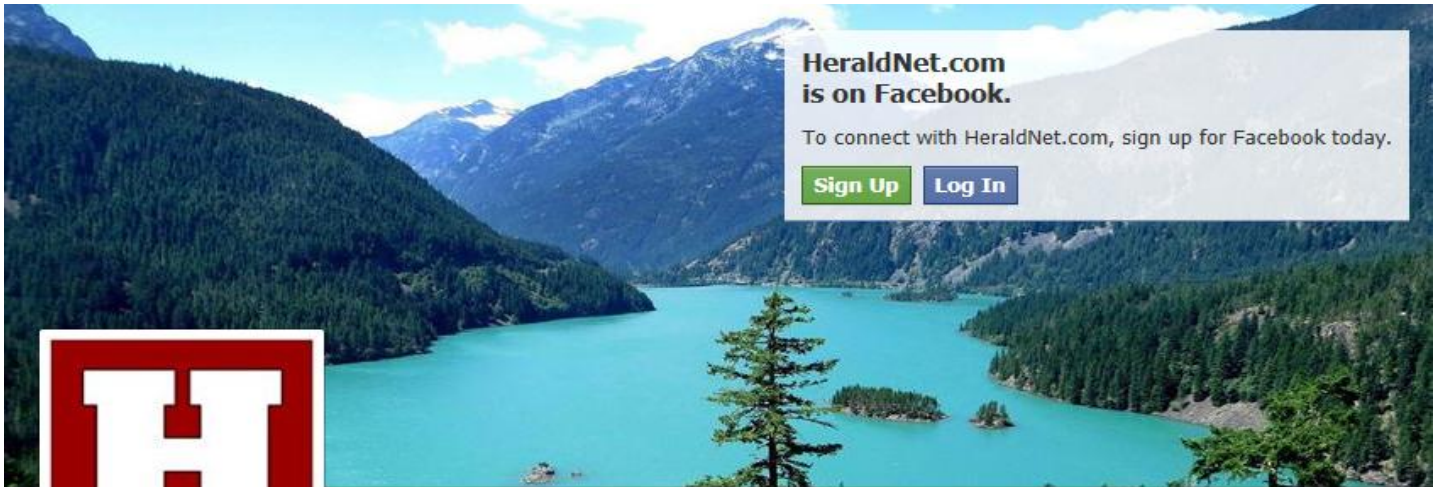 HeraldNet.com
is on Facebook.
To connect with HeraldNet.com, sign up for Facebook today.
Sign Up Log In
H